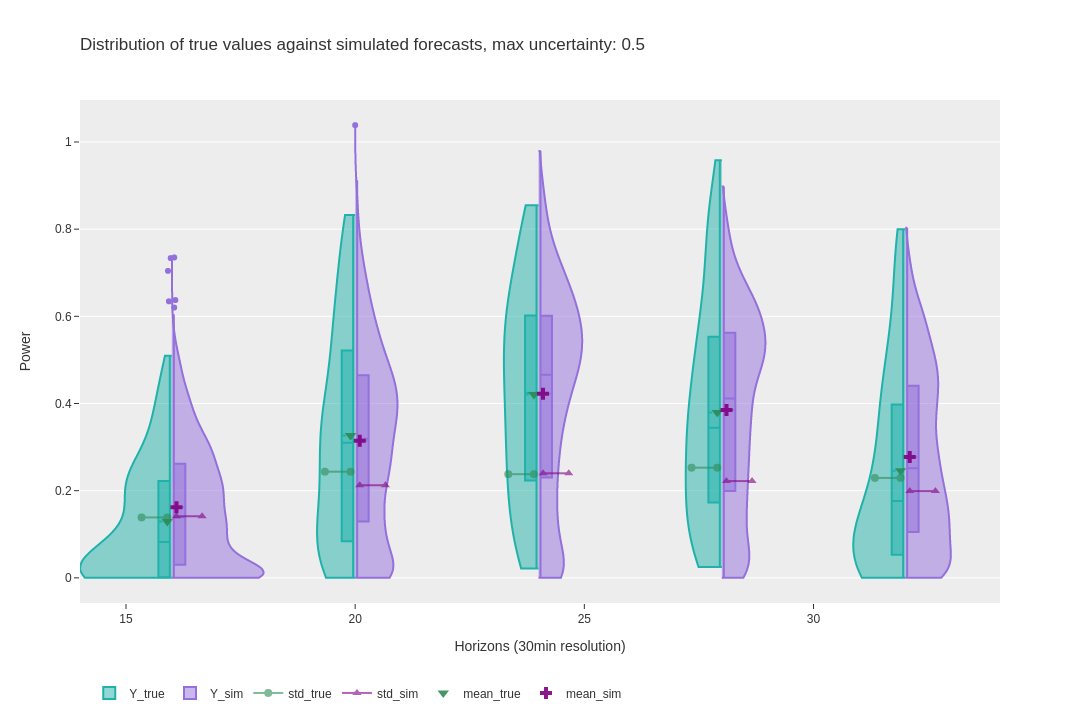 Distribution of true values against simulated forecasts, max uncertainty: 0.5
1
0.8
0.6
0.4
0.2
0
Power
15
20
25
30
Horizons (30min resolution)
Y_true Y_sim std_true std_sim mean_true mean_sim